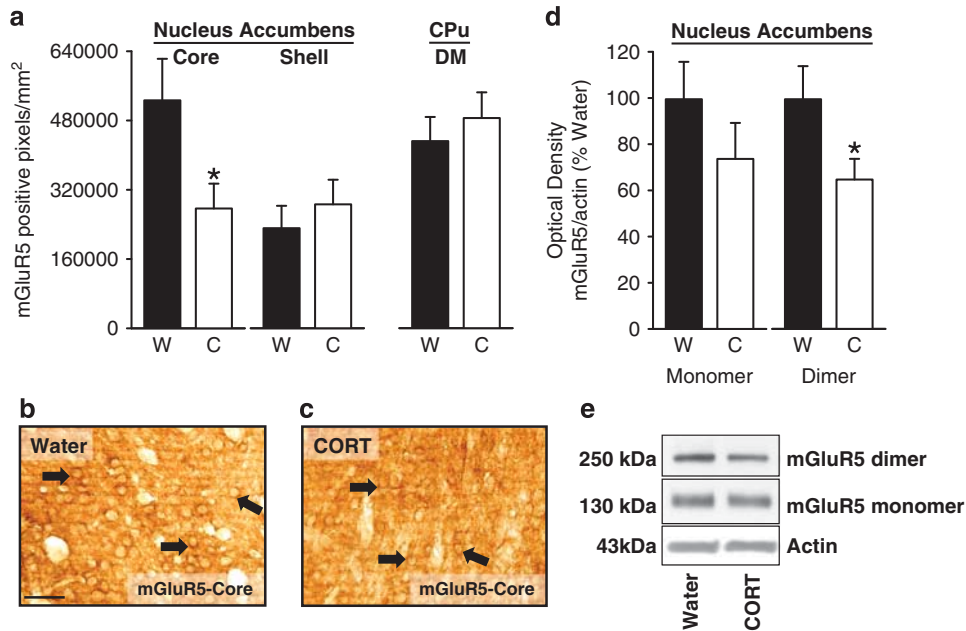 a
Nucleus Accumbens
Core Shell
CPu
DM
mGluR5 positive pixels/mm²
640000
480000
320000
160000
0
*
W C W C W C
d
Nucleus Accumbens
Optical Density
mGluR5/actin (% Water)
120
100
80
60
40
20
0
*
W C W C
Monomer Dimer
b
Water
mGluR5-Core
c
CORT
mGluR5-Core
e
250 kDa mGluR5 dimer
130 kDa mGluR5 monomer
43kDa Actin
Water
CORT